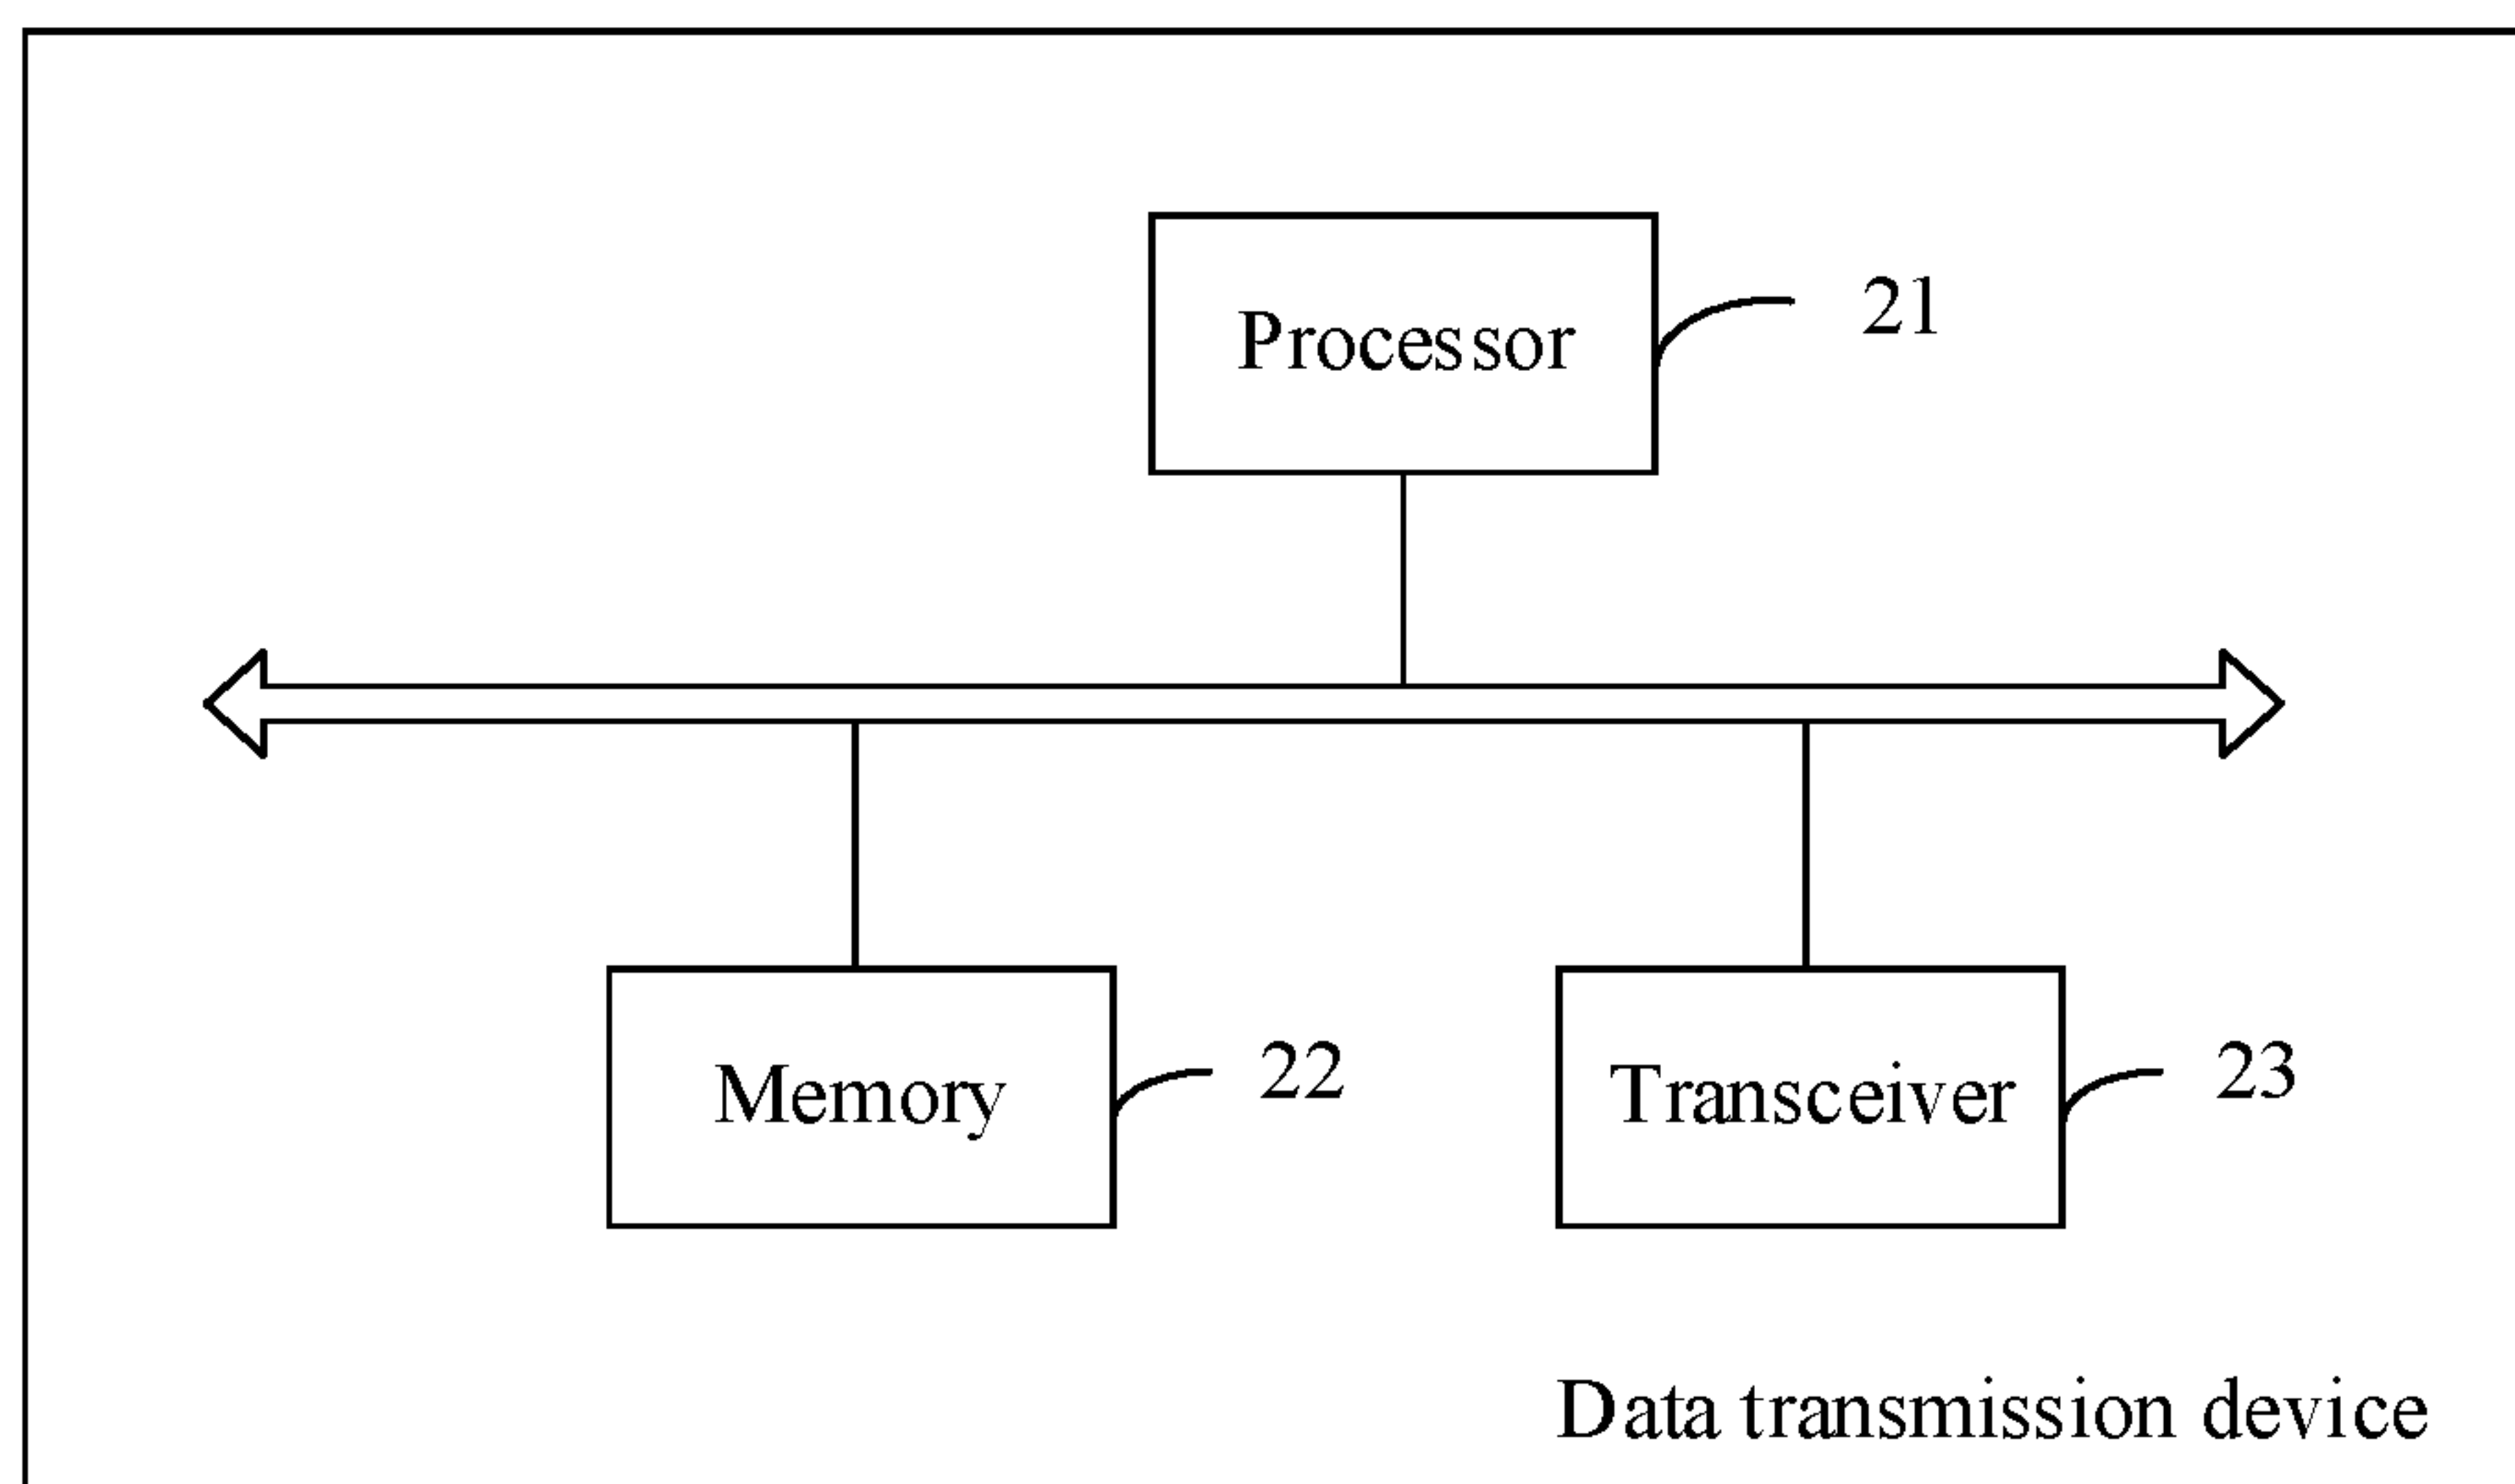 Processor
21
Memory
22
Transceiver
23
Data transmission device